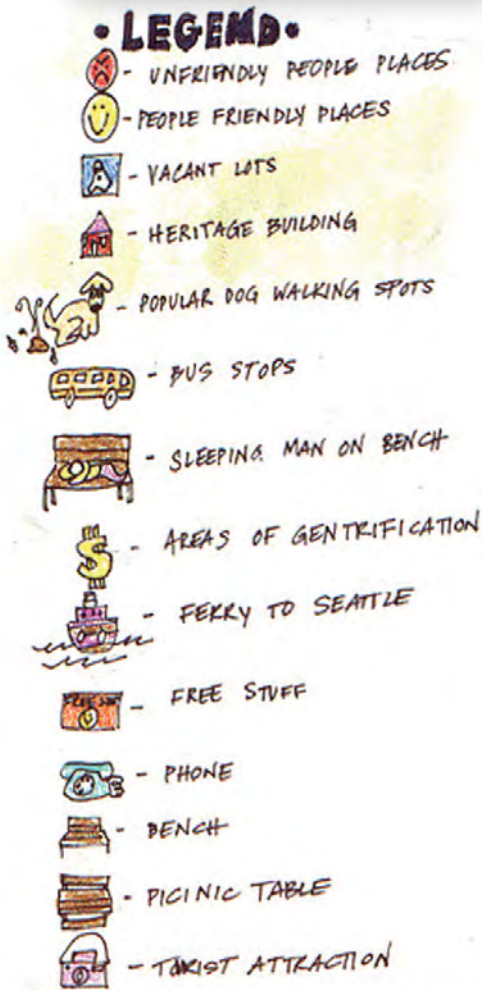 • LEGEND •
- UNFRIENDLY PEOPLE PLACES
- PEOPLE FRIENDLY PLACES
- VACANT LOTS
- HERITAGE BUILDING
- POPULAR DOG WALKING SPOTS
- BUS STOPS
- SLEEPING MAN ON BENCH
$ - AREAS OF GENTRIFICATION
- FERRY TO SEATTLE
- FREE STUFF
- PHONE
- BENCH
- PICINIC TABLE
- TOURIST ATTRACTION